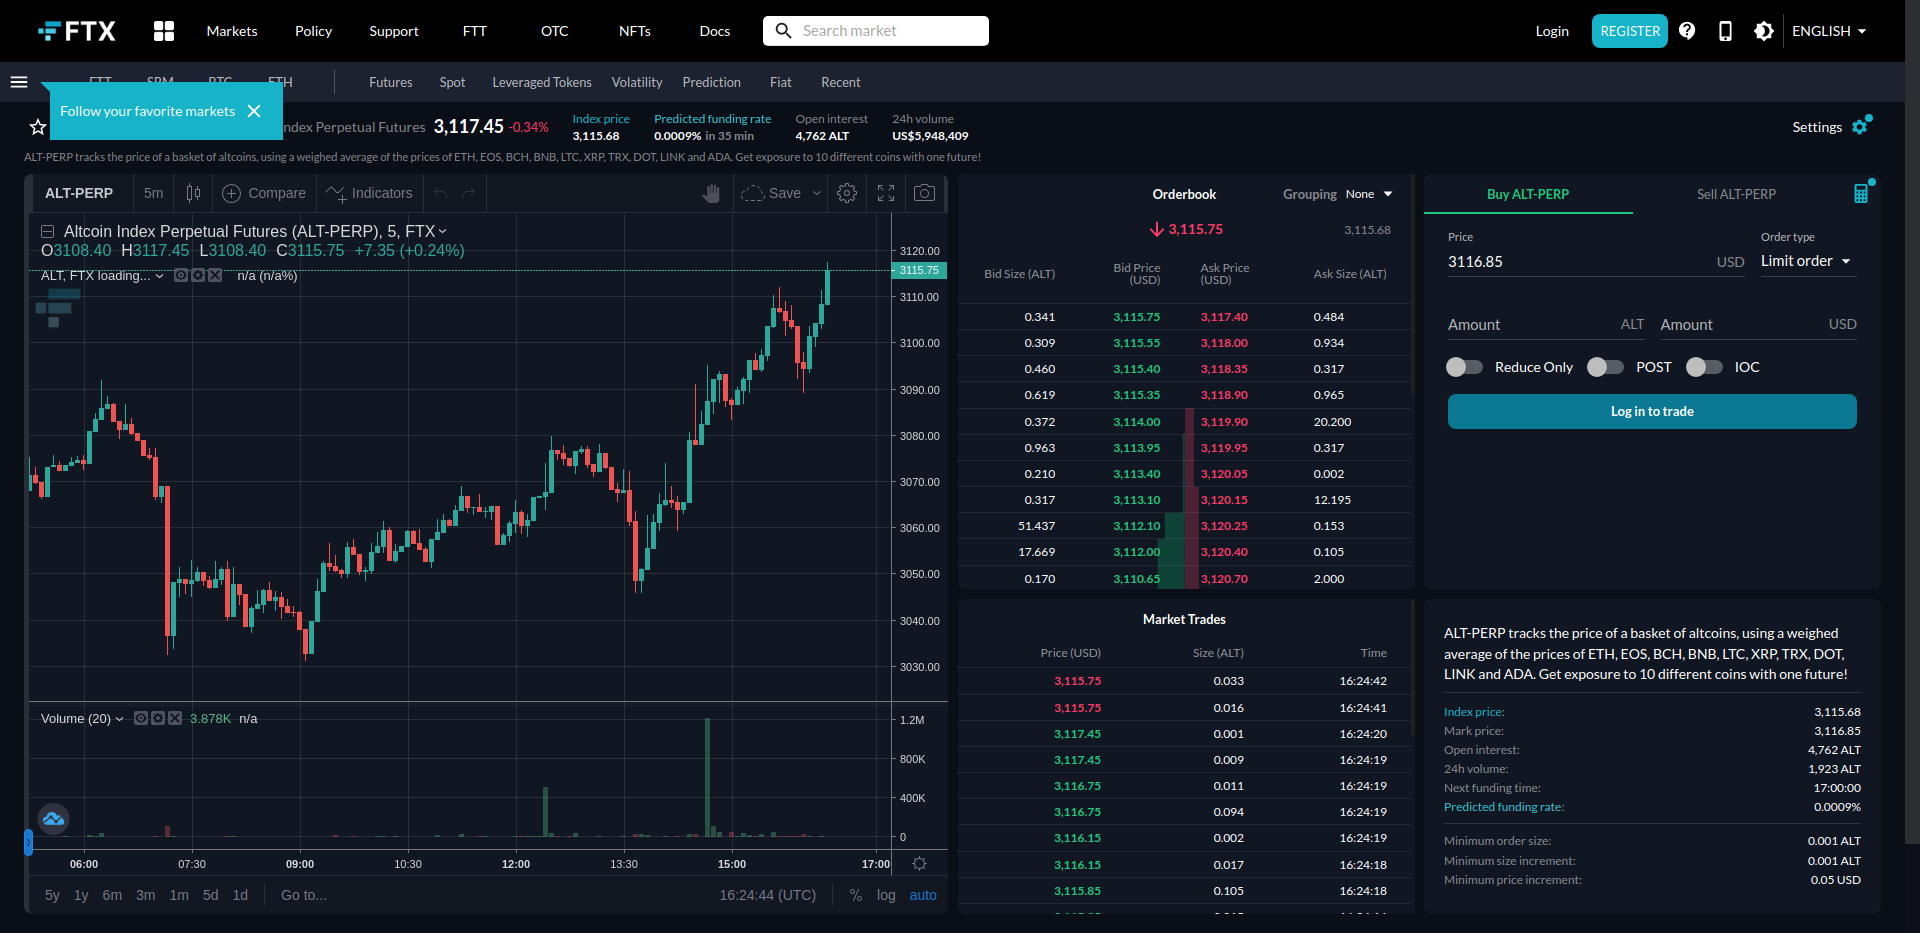 FTX Markets Policy Support FTT OTC NFTs Docs Search market Login REGISTER ENGLISH
Futures Spot Leveraged Tokens Volatility Prediction Fiat Recent
Follow your favorite markets
ndex Perpetual Futures 3,117.45 -0.34%
Index price
3,115.68
Predicted funding rate
0.0009% in 35 min
Open interest
4,762 ALT
24h volume
US$5,948,409
Settings
ALT-PERP tracks the price of a basket of altcoins, using a weighed average of the prices of ETH, EOS, BCH, BNB, LTC, XRP, TRX, DOT, LINK and ADA. Get exposure to 10 different coins with one future!
ALT-PERP 5m Compare Indicators Save
Altcoin Index Perpetual Futures (ALT-PERP), 5, FTX
O3108.40 H3117.45 L3108.40 C3115.75 +7.35 (+0.24%)
ALT, FTX loading... n/a (n/a%)
3120.00
3115.75
3110.00
3100.00
3090.00
3080.00
3070.00
3060.00
3050.00
3040.00
3030.00
Volume (20) 3.878K n/a
1.2M
800K
400K
0
06:00 07:30 09:00 10:30 12:00 13:30 15:00 17:00
5y 1y 6m 3m 1m 5d 1d Go to... 16:24:44 (UTC) % log auto
Orderbook Grouping None
3,115.75 3,115.68
Bid Size (ALT) Bid Price (USD) Ask Price (USD) Ask Size (ALT)
0.341 3,115.75 3,117.40 0.484
0.309 3,115.55 3,118.00 0.934
0.460 3,115.40 3,118.35 0.317
0.619 3,115.35 3,118.90 0.965
0.372 3,114.00 3,119.90 20.200
0.963 3,113.95 3,119.95 0.317
0.210 3,113.40 3,120.05 0.002
0.317 3,113.10 3,120.15 12.195
51.437 3,112.10 3,120.25 0.153
17.669 3,112.00 3,120.40 0.105
0.170 3,110.65 3,120.70 2.000
Market Trades
Price (USD) Size (ALT) Time
3,115.75 0.033 16:24:42
3,115.75 0.016 16:24:41
3,117.45 0.001 16:24:20
3,117.45 0.009 16:24:19
3,116.75 0.011 16:24:19
3,116.75 0.094 16:24:19
3,116.15 0.002 16:24:19
3,116.15 0.017 16:24:18
3,115.85 0.105 16:24:18
Buy ALT-PERP Sell ALT-PERP
Price Order type
3116.85 USD Limit order
Amount ALT Amount USD
Reduce Only POST IOC
Log in to trade
ALT-PERP tracks the price of a basket of altcoins, using a weighed
average of the prices of ETH, EOS, BCH, BNB, LTC, XRP, TRX, DOT,
LINK and ADA. Get exposure to 10 different coins with one future!
Index price: 3,115.68
Mark price: 3,116.85
Open interest: 4,762 ALT
24h volume: 1,923 ALT
Next funding time: 17:00:00
Predicted funding rate: 0.0009%
Minimum order size: 0.001 ALT
Minimum size increment: 0.001 ALT
Minimum price increment: 0.05 USD